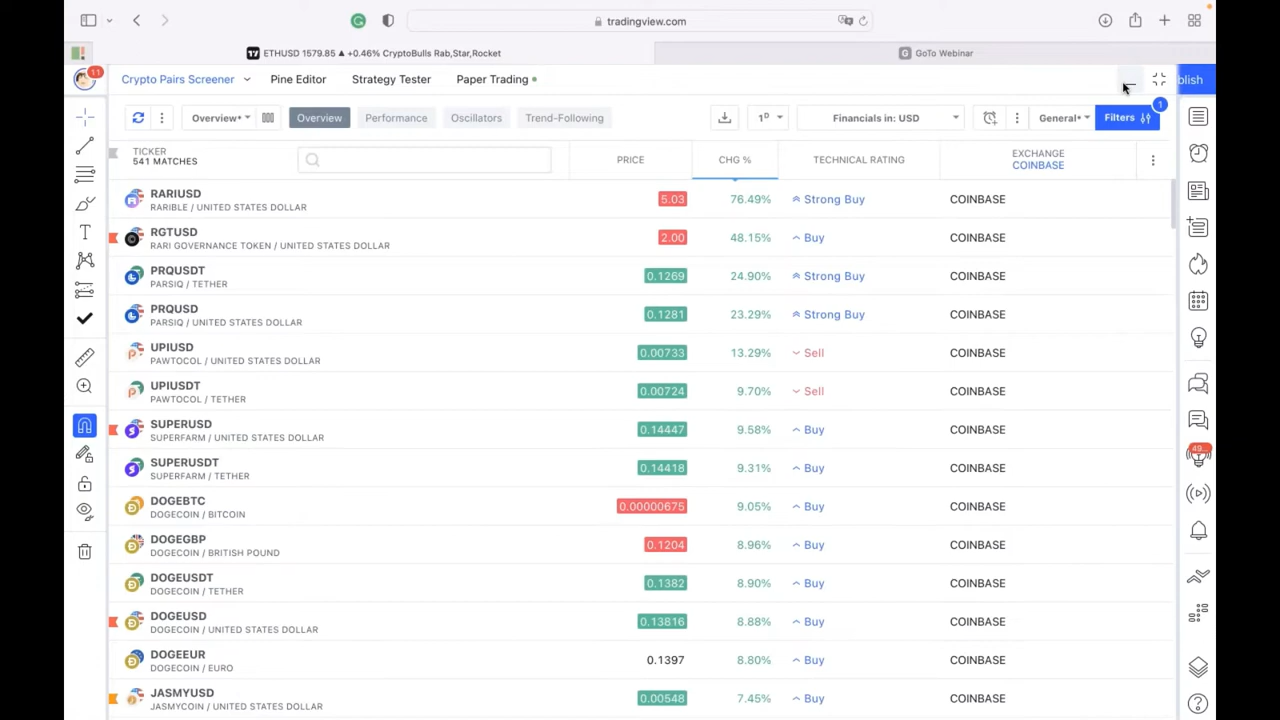 tradingview.com
ETHUSD 1579.85 ▲ +0.46% CryptoBulls Rab,Star,Rocket
GoTo Webinar
11
Crypto Pairs Screener
Pine Editor
Strategy Tester
Paper Trading
blish
Overview*
Overview
Performance
Oscillators
Trend-Following
1D
Financials in: USD
General*
Filters
1
TICKER
541 MATCHES
PRICE
CHG %
TECHNICAL RATING
EXCHANGE
COINBASE
RARIUSD
RARIBLE / UNITED STATES DOLLAR
5.03 76.49% Strong Buy COINBASE
RGTUSD
RARI GOVERNANCE TOKEN / UNITED STATES DOLLAR
2.00 48.15% Buy COINBASE
PRQUSDT
PARSIQ / TETHER
0.1269 24.90% Strong Buy COINBASE
PRQUSD
PARSIQ / UNITED STATES DOLLAR
0.1281 23.29% Strong Buy COINBASE
UPIUSD
PAWTOCOL / UNITED STATES DOLLAR
0.00733 13.29% Sell COINBASE
UPIUSDT
PAWTOCOL / TETHER
0.00724 9.70% Sell COINBASE
SUPERUSD
SUPERFARM / UNITED STATES DOLLAR
0.14447 9.58% Buy COINBASE
SUPERUSDT
SUPERFARM / TETHER
0.14418 9.31% Buy COINBASE
DOGEBTC
DOGECOIN / BITCOIN
0.00000675 9.05% Buy COINBASE
DOGEGBP
DOGECOIN / BRITISH POUND
0.1204 8.96% Buy COINBASE
DOGEUSDT
DOGECOIN / TETHER
0.1382 8.90% Buy COINBASE
DOGEUSD
DOGECOIN / UNITED STATES DOLLAR
0.13816 8.88% Buy COINBASE
DOGEEUR
DOGECOIN / EURO
0.1397 8.80% Buy COINBASE
JASMYUSD
JASMYCOIN / UNITED STATES DOLLAR
0.00548 7.45% Buy COINBASE